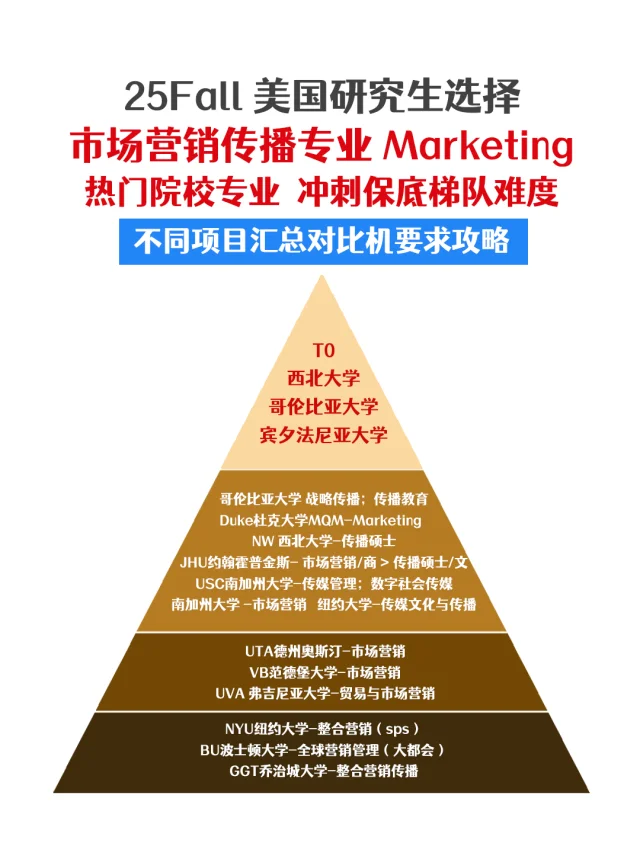 25Fall 美国研究生选择
市场营销传播专业 Marketing
热门院校专业 冲刺保底梯队难度
不同项目汇总对比机要求攻略
T0
西北大学
哥伦比亚大学
宾夕法尼亚大学
哥伦比亚大学 战略传播；传播教育
Duke杜克大学MQM-Marketing
NW 西北大学-传播硕士
JHU约翰霍普金斯- 市场营销/商 > 传播硕士/文
USC南加州大学-传媒管理；数字社会传媒
南加州大学 -市场营销 纽约大学-传媒文化与传播
UTA德州奥斯汀-市场营销
VB范德堡大学-市场营销
UVA 弗吉尼亚大学-贸易与市场营销
NYU纽约大学-整合营销（sps）
BU波士顿大学-全球营销管理（大都会）
GGT乔治城大学-整合营销传播